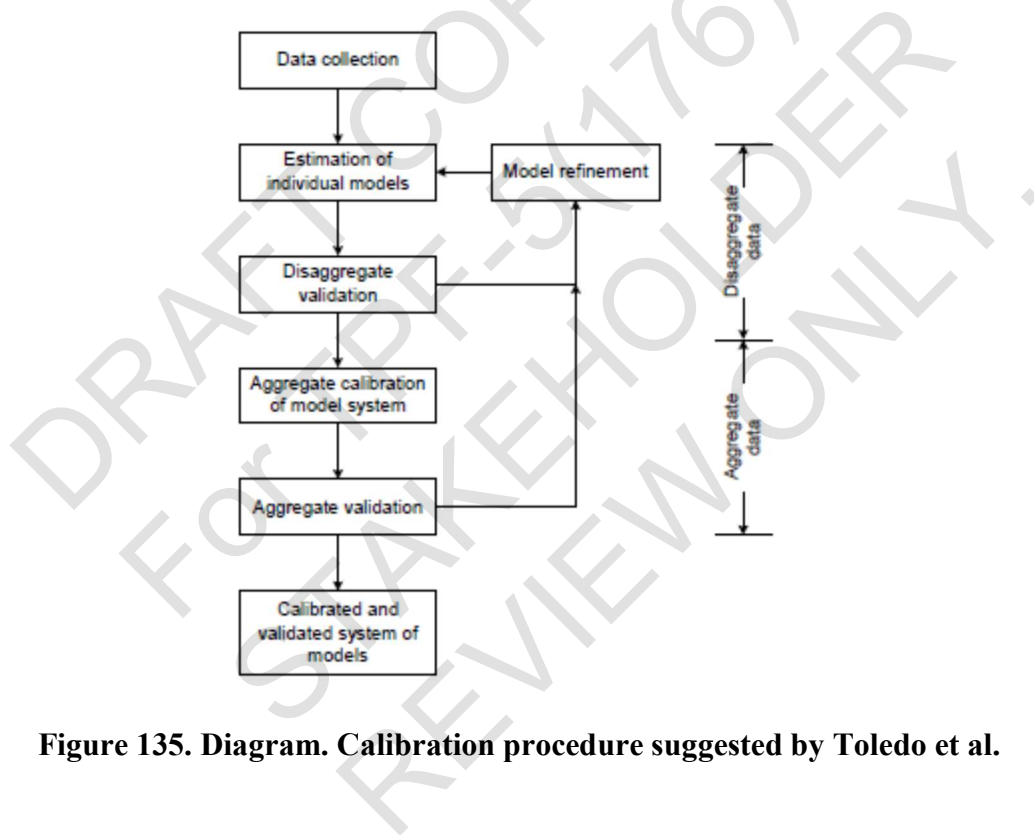 Data collection
Estimation of
individual models
Model refinement
Disaggregate
validation
Aggregate calibration
of model system
Aggregate validation
Calibrated and
validated system of
models
Disaggregate
data
Aggregate
data
DRAFT COP
For TPF-5(176)
STAKEHOLDER
REVIEW ONLY.
Figure 135. Diagram. Calibration procedure suggested by Toledo et al.